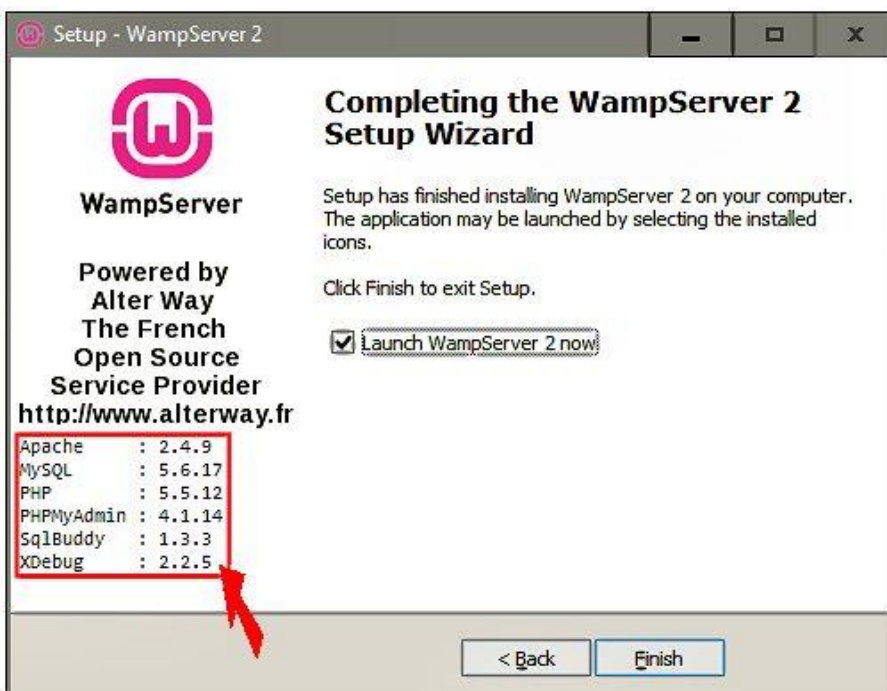 Setup - WampServer 2
WampServer
Powered by
Alter Way
The French
Open Source
Service Provider
http://www.alterway.fr
Apache : 2.4.9
MySQL : 5.6.17
PHP : 5.5.12
PHPMyAdmin : 4.1.14
SqlBuddy : 1.3.3
XDebug : 2.2.5
Completing the WampServer 2
Setup Wizard
Setup has finished installing WampServer 2 on your computer.
The application may be launched by selecting the installed
icons.
Click Finish to exit Setup.
Launch WampServer 2 now
< Back
Finish